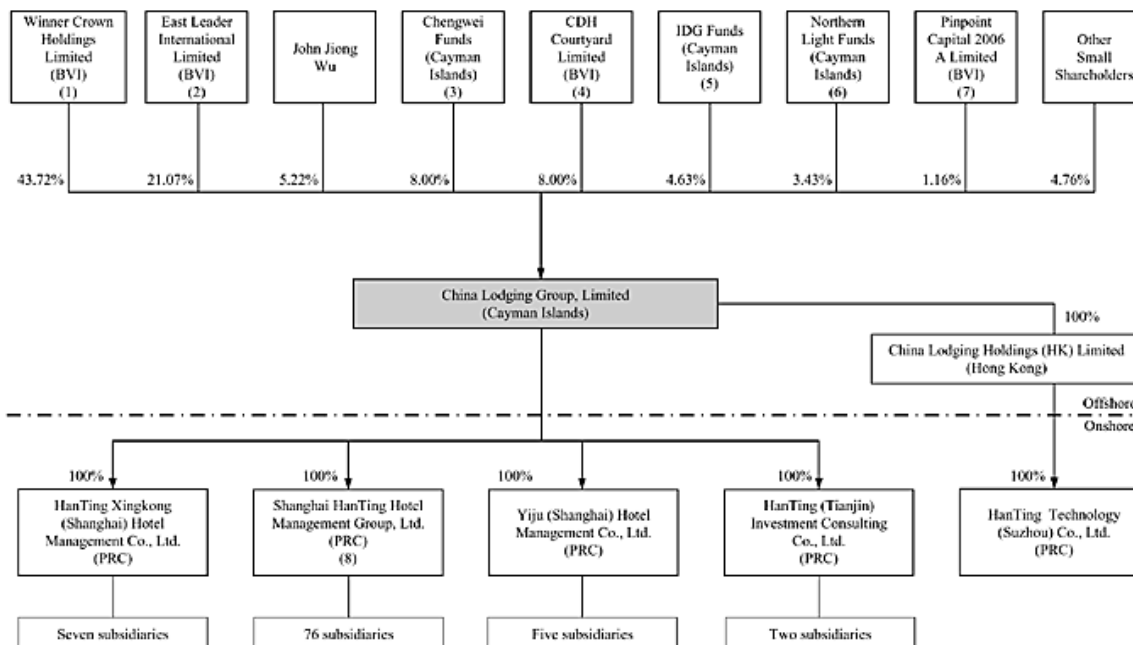 Winner Crown
Holdings
Limited
(BVI)
(1)
East Leader
International
Limited
(BVI)
(2)
John Jiong
Wu
Chengwei
Funds
(Cayman
Islands)
(3)
CDH
Courtyard
Limited
(BVI)
(4)
IDG Funds
(Cayman
Islands)
(5)
Northern
Light Funds
(Cayman
Islands)
(6)
Pinpoint
Capital 2006
A Limited
(BVI)
(7)
Other
Small
Shareholders
43.72%
21.07%
5.22%
8.00%
8.00%
4.63%
3.43%
1.16%
4.76%
China Lodging Group, Limited
(Cayman Islands)
100%
China Lodging Holdings (HK) Limited
(Hong Kong)
Offshore
Onshore
100%
100%
100%
100%
100%
HanTing Xingkong
(Shanghai) Hotel
Management Co., Ltd.
(PRC)
Shanghai HanTing Hotel
Management Group, Ltd.
(PRC)
(8)
Yiju (Shanghai) Hotel
Management Co., Ltd.
(PRC)
HanTing (Tianjin)
Investment Consulting
Co., Ltd.
(PRC)
HanTing Technology
(Suzhou) Co., Ltd.
(PRC)
Seven subsidiaries
76 subsidiaries
Five subsidiaries
Two subsidiaries